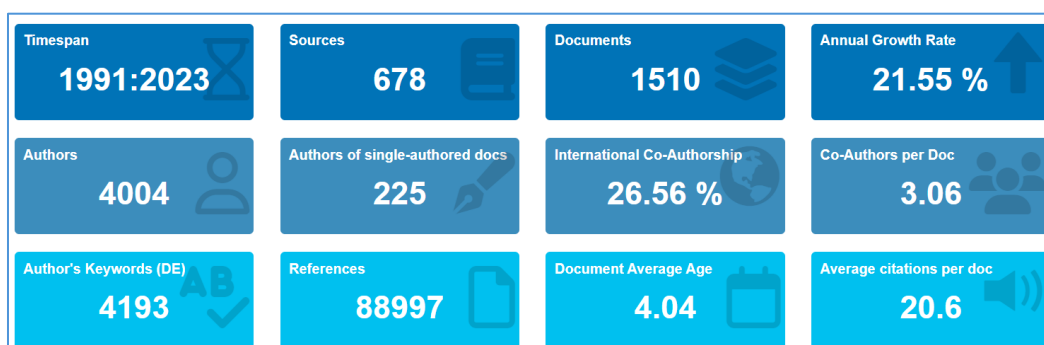 Timespan
1991:2023
Sources
678
Documents
1510
Annual Growth Rate
21.55 %
Authors
4004
Authors of single-authored docs
225
International Co-Authorship
26.56 %
Co-Authors per Doc
3.06
Author's Keywords (DE)
AB
4193
References
88997
Document Average Age
4.04
Average citations per doc
20.6